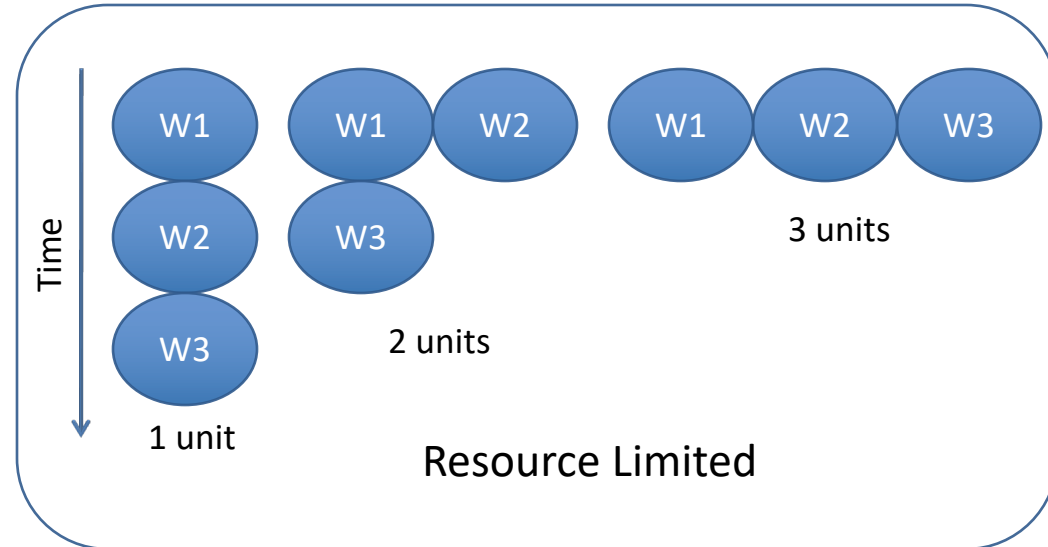 Time
W1
W2
W3
1 unit
W1 W2
W3
2 units
W1 W2 W3
3 units
Resource Limited